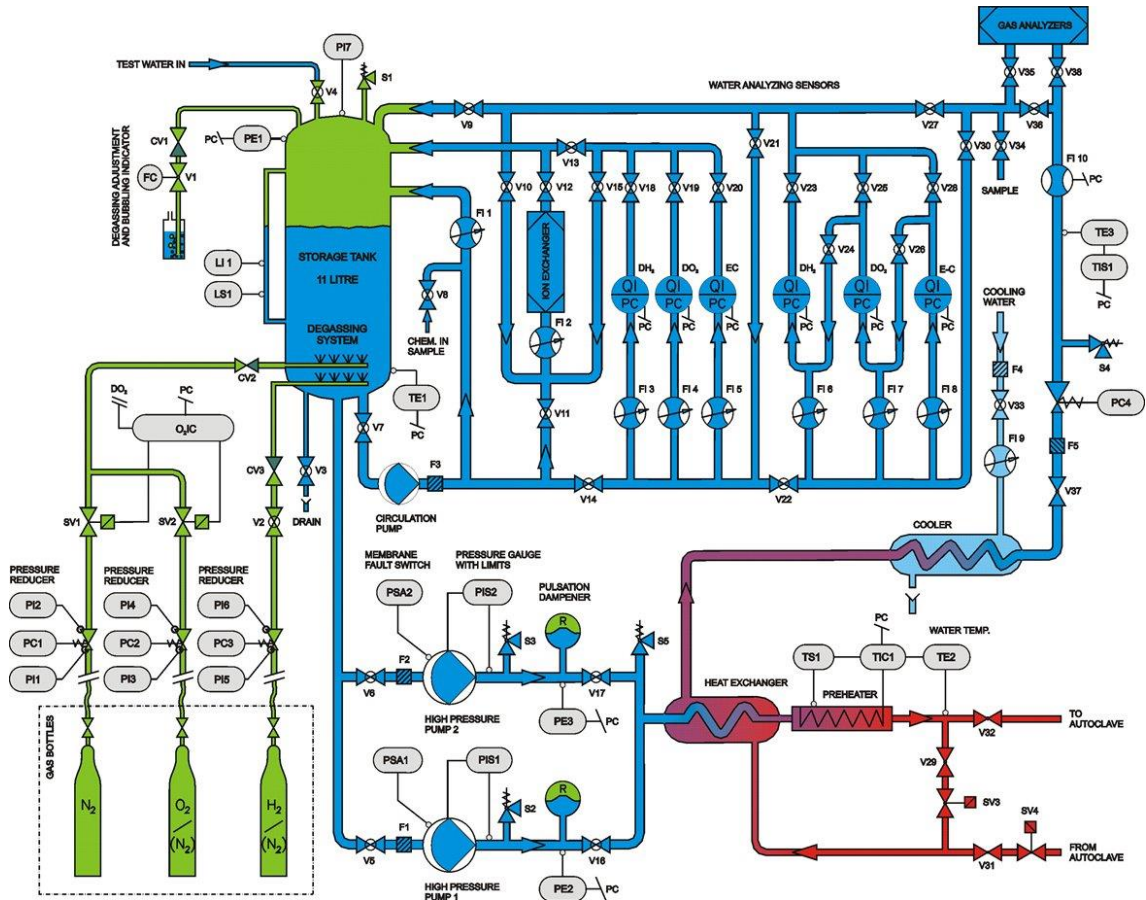 GAS ANALYZERS
PI7
TEST WATER IN
S1
V4
V35
V38
WATER ANALYZING SENSORS
V9
V27
V36
CV1
PC
PE1
V13
V21
V30
V34
SAMPLE
DEGASSING ADJUSTMENT
AND BUBBLING INDICATOR
FC
V1
V10
V12
V15
V18
V19
V20
V23
V25
V28
FI 10
PC
FI 1
ION EXCHANGER
V24
V26
TE3
TIS1
PC
STORAGE TANK
11 LITRE
LI 1
LS1
DH₂
DO₂
EC
DH₂
DO₂
E-C
QI
PC
QI
PC
QI
PC
QI
PC
QI
PC
QI
PC
PC
PC
PC
PC
PC
PC
COOLING
WATER
V8
CHEM. IN
SAMPLE
FI 2
DEGASSING
SYSTEM
S4
F4
CV2
TE1
PC
V11
FI 3
FI 4
FI 5
FI 6
FI 7
FI 8
V33
PC4
DO₂
PC
O₂IC
V7
FI 9
F5
CV3
V3
F3
V14
V22
V37
SV1
SV2
V2
DRAIN
CIRCULATION
PUMP
COOLER
PRESSURE
REDUCER
PRESSURE
REDUCER
PRESSURE
REDUCER
MEMBRANE
FAULT SWITCH
PRESSURE GAUGE
WITH LIMITS
PI2
PI4
PI6
PSA2
PIS2
PULSATION
DAMPENER
PC1
PC2
PC3
S3
R
S5
PC
WATER TEMP.
PI1
PI3
PI5
TS1
TIC1
TE2
F2
V6
V17
HEAT EXCHANGER
PREHEATER
GAS BOTTLES
HIGH PRESSURE
PUMP 2
PE3
PC
V32
TO
AUTOCLAVE
PSA1
PIS1
V29
R
S2
SV3
SV4
N₂
O₂
/
(N₂)
H₂
/
(N₂)
F1
V5
V16
V31
FROM
AUTOCLAVE
HIGH PRESSURE
PUMP 1
PE2
PC